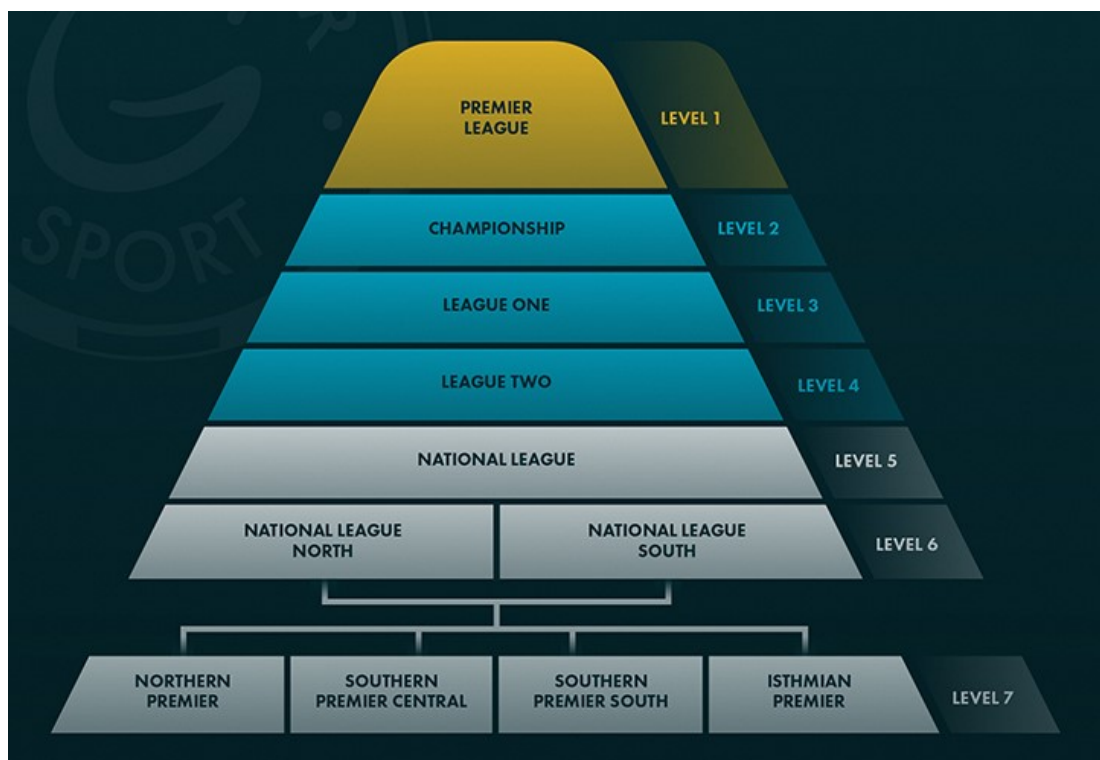 PREMIER
LEAGUE
LEVEL 1
CHAMPIONSHIP
LEVEL 2
LEAGUE ONE
LEVEL 3
LEAGUE TWO
LEVEL 4
NATIONAL LEAGUE
LEVEL 5
NATIONAL LEAGUE
NORTH
NATIONAL LEAGUE
SOUTH
LEVEL 6
NORTHERN
PREMIER
SOUTHERN
PREMIER CENTRAL
SOUTHERN
PREMIER SOUTH
ISTHMIAN
PREMIER
LEVEL 7
SPORT